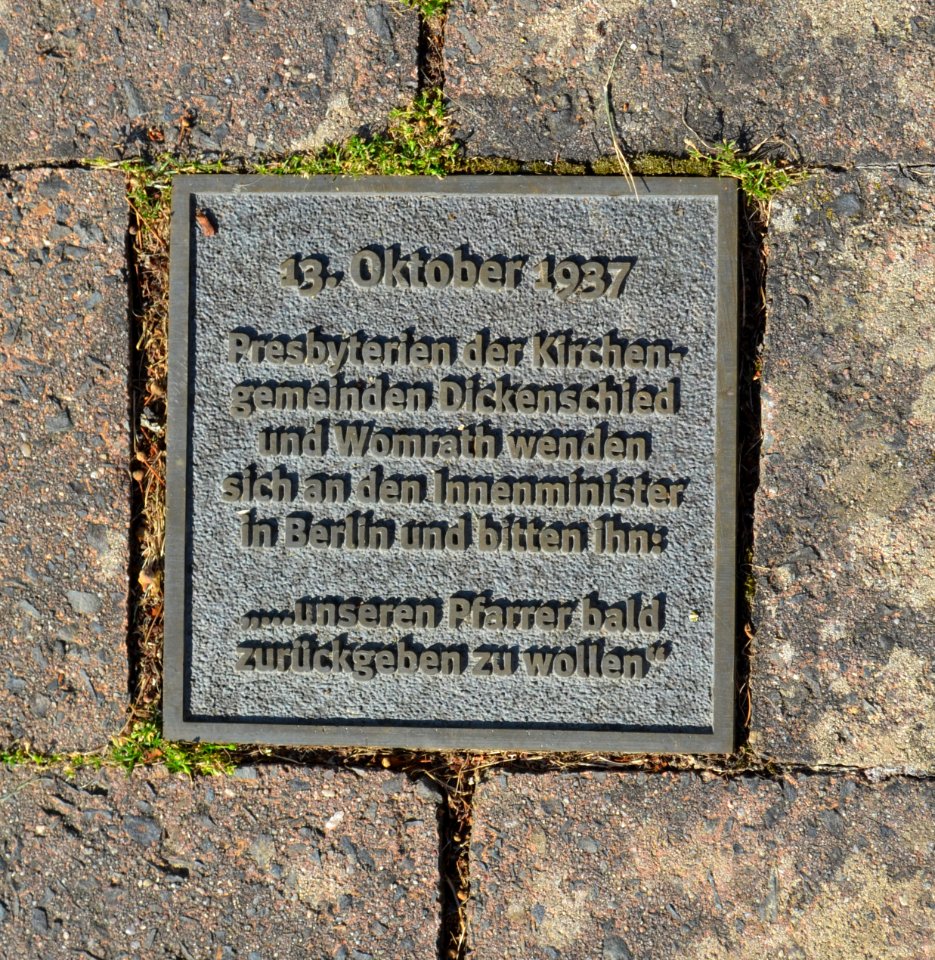 13. Oktober 1937
Presbyterien der Kirchen-
gemeinden Dickenschied
und Womrath wenden
sich an den Innenminister
in Berlin und bitten ihn:
„...unseren Pfarrer bald
zurückgeben zu wollen“